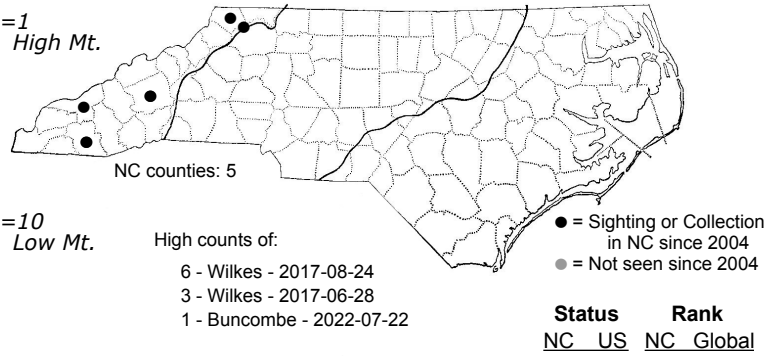 =1
High Mt.
NC counties: 5
=10
Low Mt.
High counts of:
6 - Wilkes - 2017-08-24
3 - Wilkes - 2017-06-28
1 - Buncombe - 2022-07-22
● = Sighting or Collection
in NC since 2004
● = Not seen since 2004
Status Rank
NC US NC Global